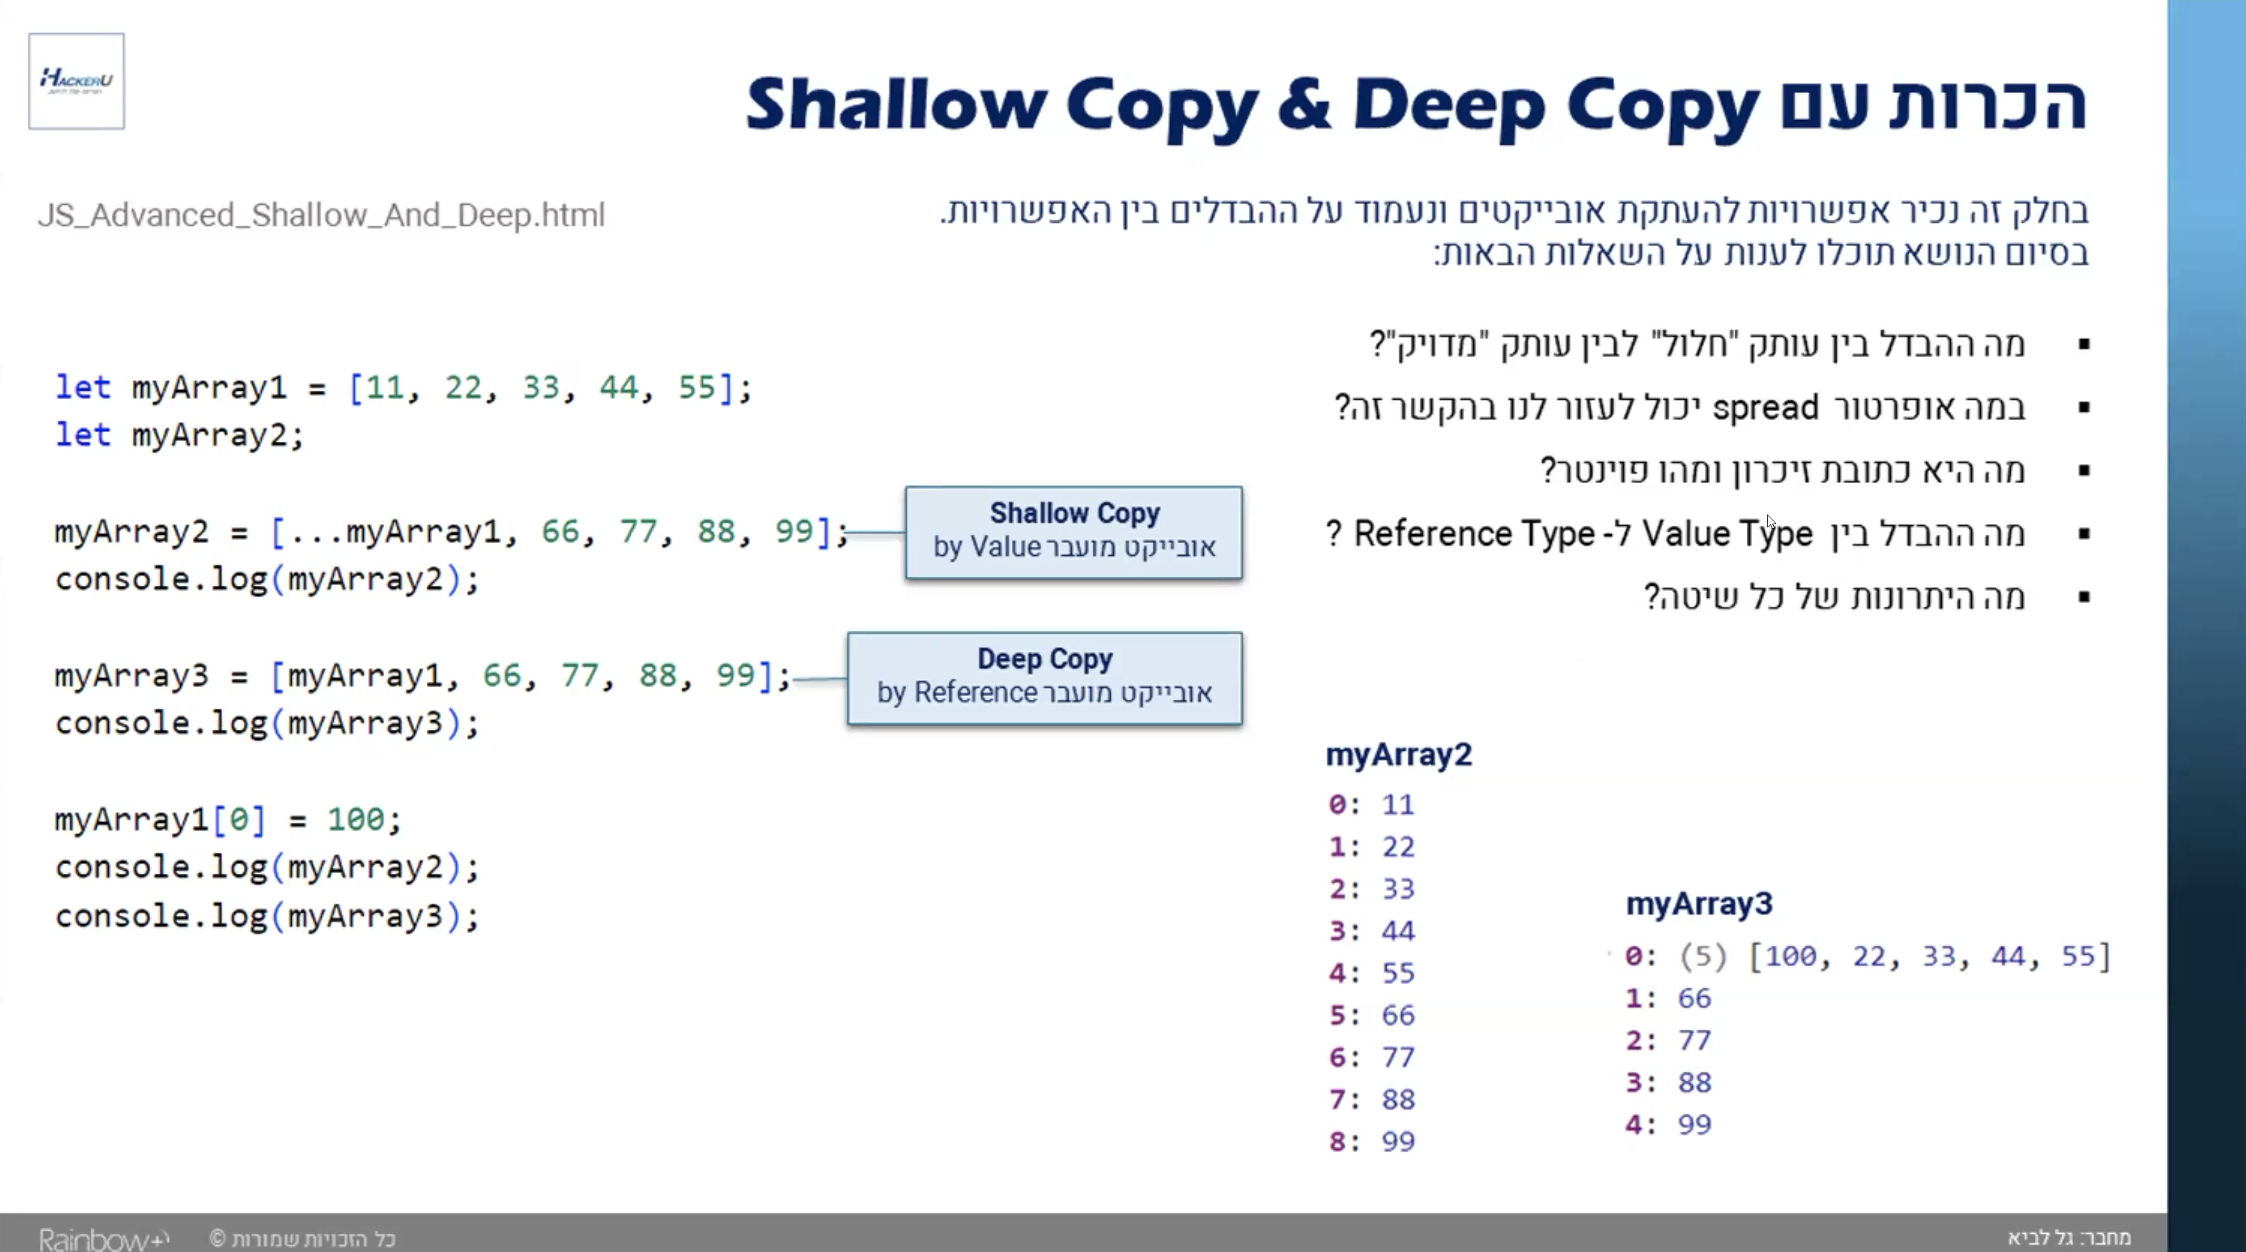 HACKERU
הכרות עם Shallow Copy & Deep Copy
JS_Advanced_Shallow_And_Deep.html
בחלק זה נכיר אפשרויות להעתקת אובייקטים ונעמוד על ההבדלים בין האפשרויות.
בסיום הנושא תוכלו לענות על השאלות הבאות:
▪ מה ההבדל בין עותק "חלול" לבין עותק "מדויק"?
▪ במה אופרטור spread יכול לעזור לנו בהקשר זה?
▪ מה היא כתובת זיכרון ומהו פוינטר?
▪ מה ההבדל בין Value Type ל- Reference Type ?
▪ מה היתרונות של כל שיטה?
let myArray1 = [11, 22, 33, 44, 55];
let myArray2;
myArray2 = [...myArray1, 66, 77, 88, 99];
console.log(myArray2);
Shallow Copy
אובייקט מועבר by Value
myArray3 = [myArray1, 66, 77, 88, 99];
console.log(myArray3);
Deep Copy
אובייקט מועבר by Reference
myArray1[0] = 100;
console.log(myArray2);
console.log(myArray3);
myArray2
0: 11
1: 22
2: 33
3: 44
4: 55
5: 66
6: 77
7: 88
8: 99
myArray3
0: (5) [100, 22, 33, 44, 55]
1: 66
2: 77
3: 88
4: 99
Rainbow+
כל הזכויות שמורות ©
מחבר: גל לביא